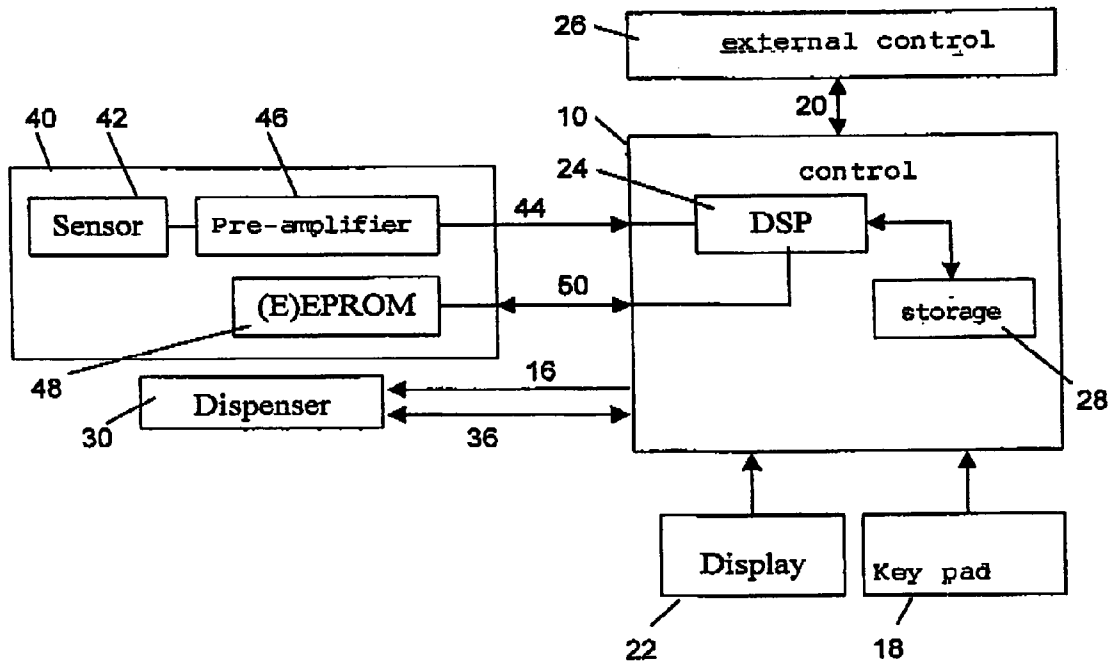 26
external control
20
40
42
46
10
control
24
Sensor
Pre-amplifier
44
DSP
(E)EPROM
50
storage
48
16
28
30
Dispenser
36
Display
Key pad
22
18